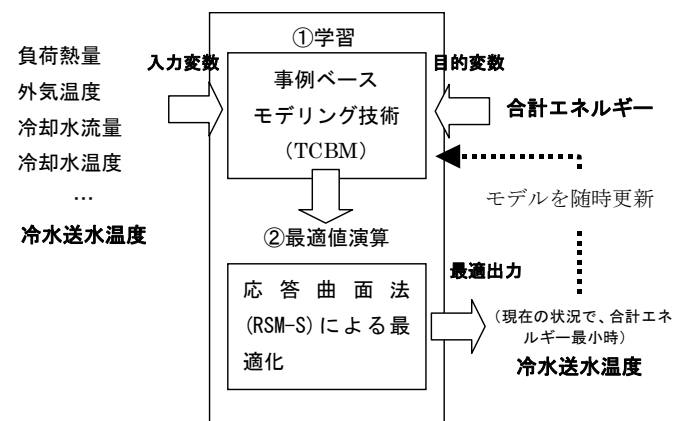 ①学習
負荷熱量
外気温度
冷却水流量
冷却水温度
…
冷水送水温度
入力変数
事例ベース
モデリング技術
(TCBM)
目的変数
合計エネルギー
モデルを随時更新
②最適値演算
応答曲面法
(RSM-S)による最
適化
最適出力
(現在の状況で、合計エネ
ルギー最小時)
冷水送水温度